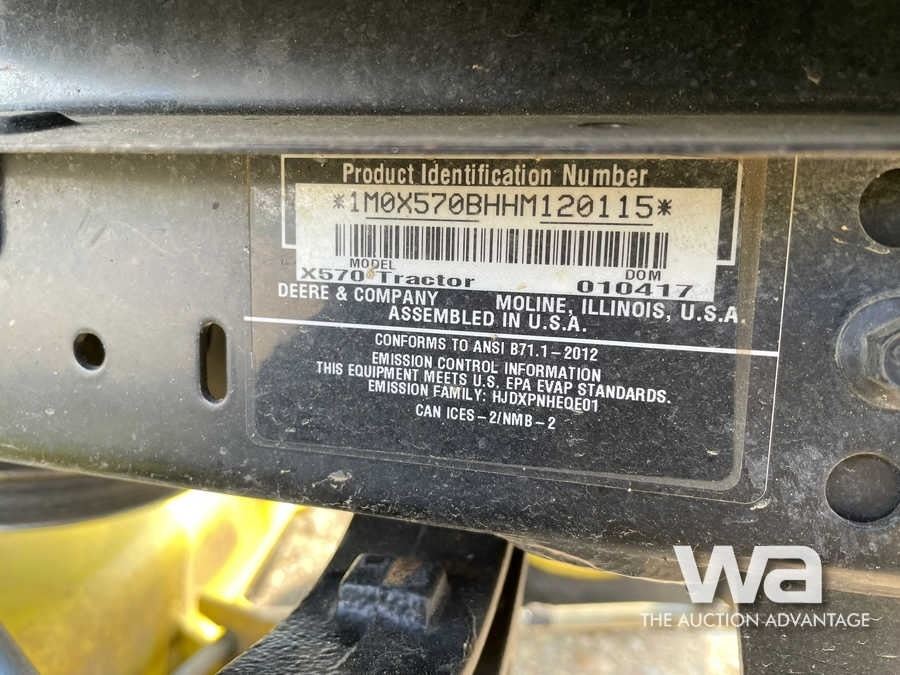 Product Identification Number
*1M0X570BHHM120115*
MODEL DOM
X570 Tractor 010417
DEERE & COMPANY MOLINE, ILLINOIS, U.S.A.
ASSEMBLED IN U.S.A.
CONFORMS TO ANSI B71.1-2012
EMISSION CONTROL INFORMATION
THIS EQUIPMENT MEETS U.S. EPA EVAP STANDARDS.
EMISSION FAMILY: HJDXPNHEQE01
CAN ICES-2/NMB-2
wa
THE AUCTION ADVANTAGE